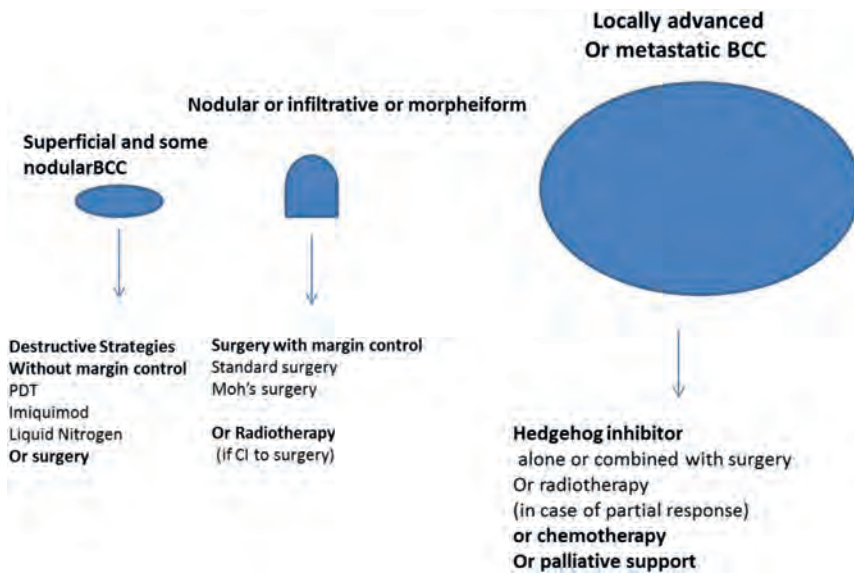 Superficial and some
nodularBCC
Destructive Strategies
Without margin control
PDT
Imiquimod
Liquid Nitrogen
Or surgery
Nodular or infiltrative or morpheiform
Surgery with margin control
Standard surgery
Moh's surgery
Or Radiotherapy
(if CI to surgery)
Locally advanced
Or metastatic BCC
Hedgehog inhibitor
alone or combined with surgery
Or radiotherapy
(in case of partial response)
or chemotherapy
Or palliative support